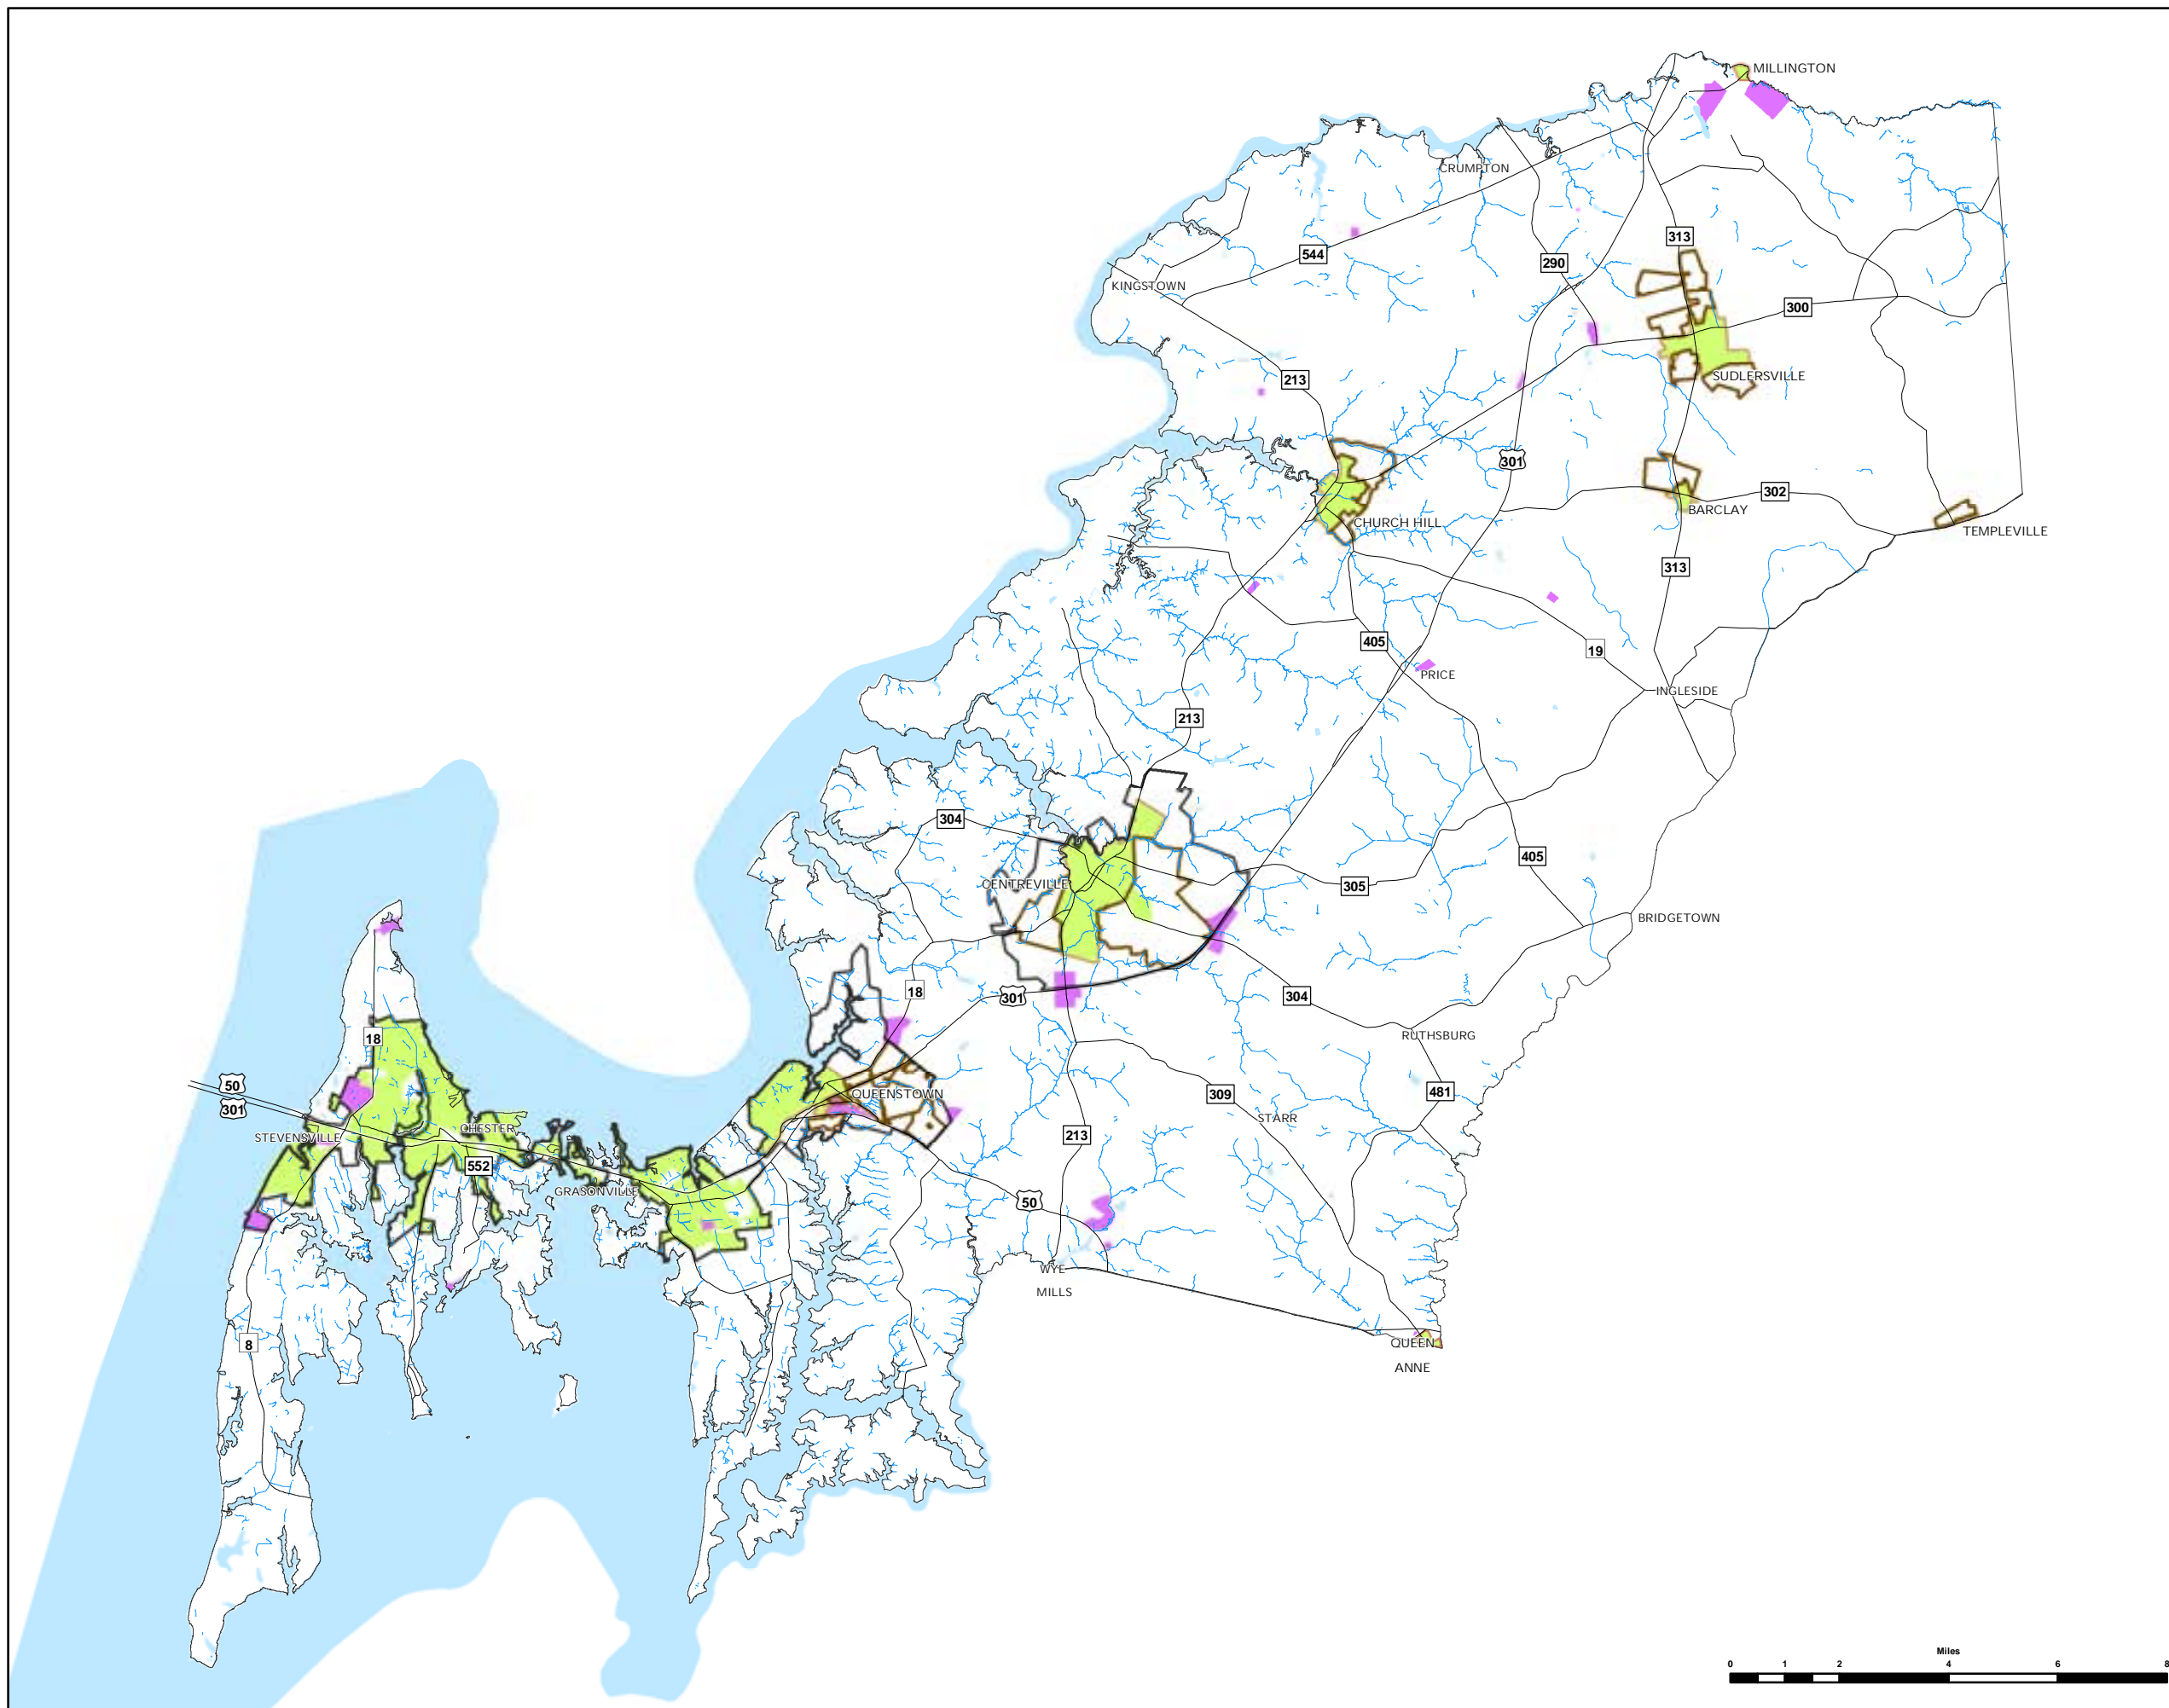 MILLINGTON
CRUMPTON
313
544
290
KINGSTOWN
300
213
SUDLERSVILLE
301
302
BARCLAY
CHURCH HILL
TEMPLEVILLE
313
405
19
PRICE
INGLESIDE
213
304
405
CENTREVILLE
305
BRIDGETOWN
18
301
304
18
RUTHSBURG
50
301
QUEENSTOWN
309
481
STARR
CHESTER
STEVENSVILLE
213
552
GRASONVILLE
50
WYE
MILLS
8
QUEEN
ANNE
Miles
0 1 2 4 6 8